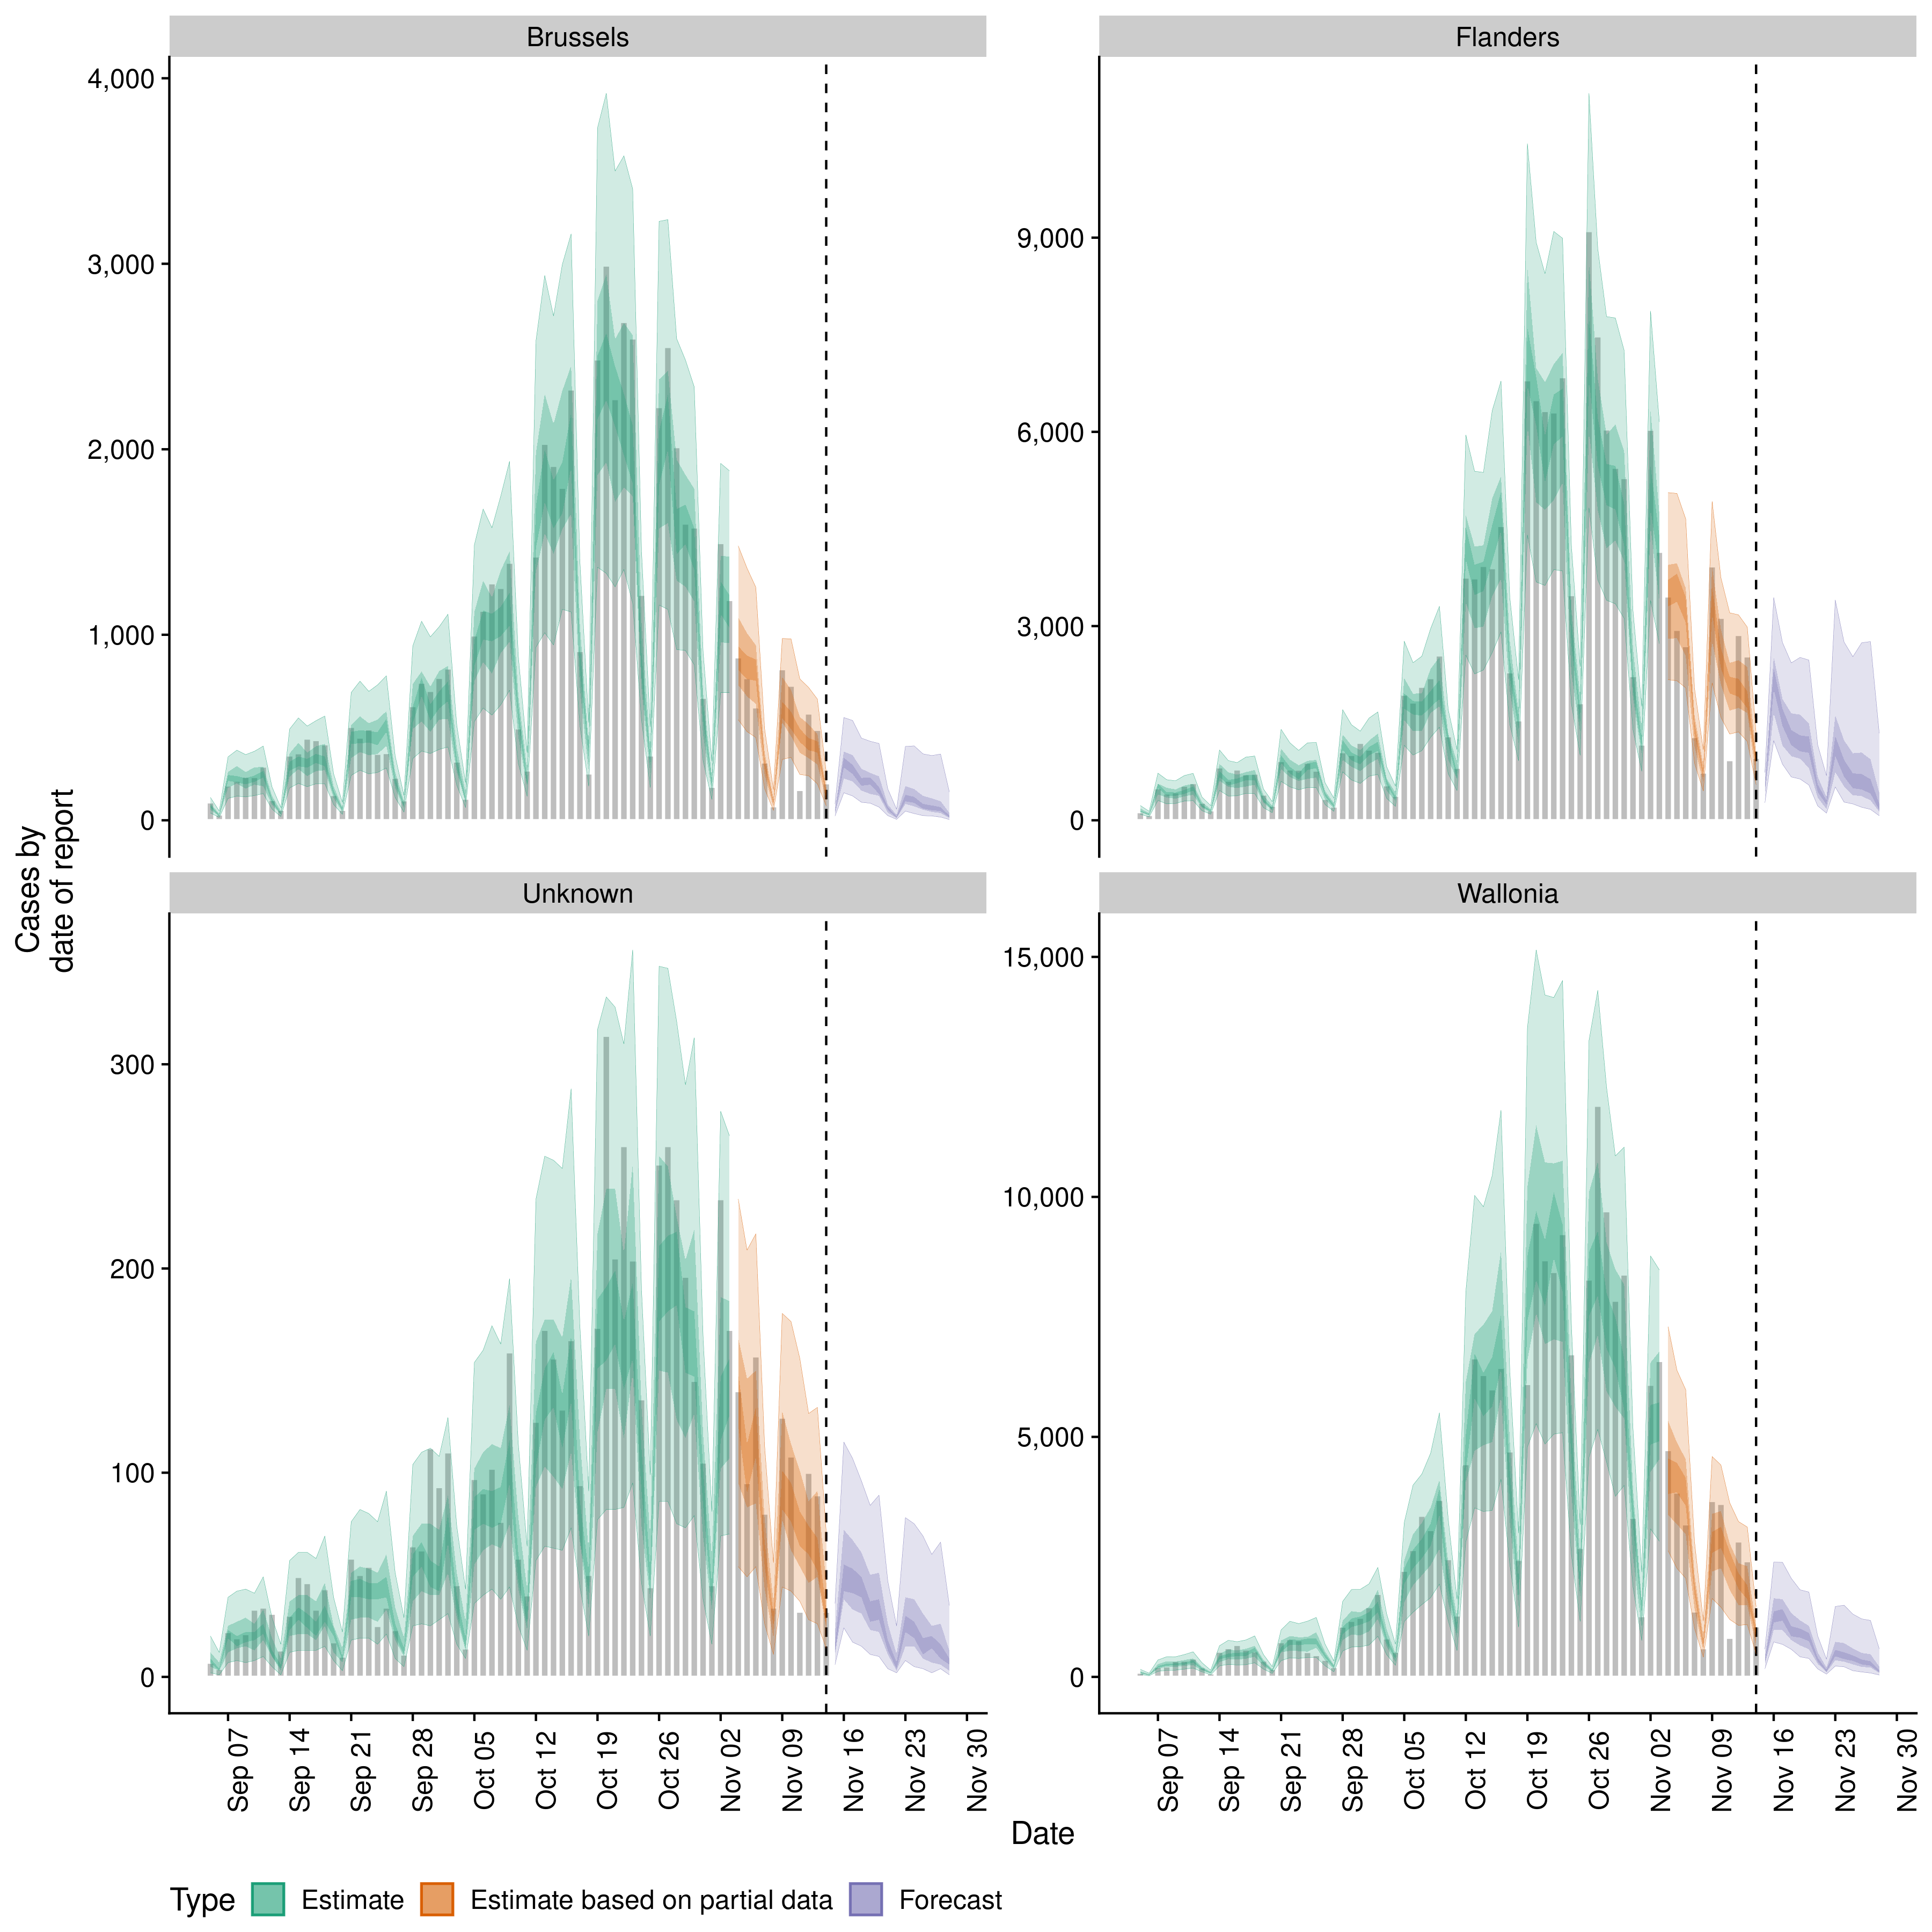 Brussels
Flanders
4,000
3,000
2,000
1,000
0
9,000
6,000
3,000
0
Cases by
date of report
Unknown
Wallonia
300
200
100
0
15,000
10,000
5,000
0
Sep 07
Sep 14
Sep 21
Sep 28
Oct 05
Oct 12
Oct 19
Oct 26
Nov 02
Nov 09
Nov 16
Nov 23
Nov 30
Sep 07
Sep 14
Sep 21
Sep 28
Oct 05
Oct 12
Oct 19
Oct 26
Nov 02
Nov 09
Nov 16
Nov 23
Nov 30
Date
Type Estimate Estimate based on partial data Forecast